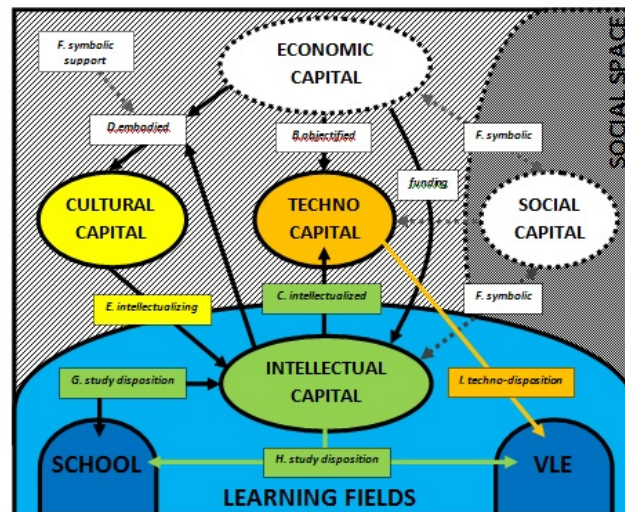 F. symbolic
support
ECONOMIC
CAPITAL
SOCIAL SPACE
D.embodied
B.objectified
F. symbolic
funding
CULTURAL
CAPITAL
TECHNO
CAPITAL
SOCIAL
CAPITAL
E. intellectualizing
C. intellectualized
F. symbolic
INTELLECTUAL
CAPITAL
G. study disposition
I. techno-disposition
SCHOOL
H. study disposition
VLE
LEARNING FIELDS